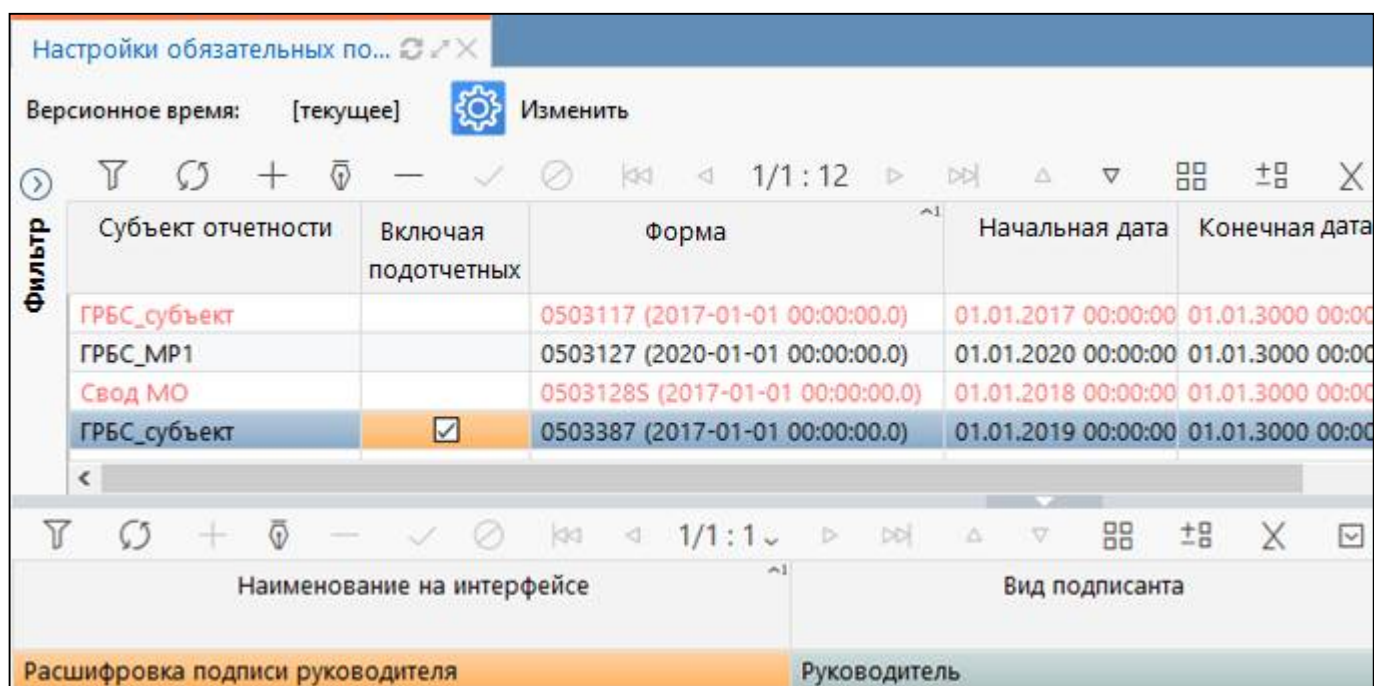 Настройки обязательных по...
Версионное время: [текущее] Изменить
1/1 : 12
Фильтр
Субъект отчетности Включая подотчетных Форма ^1 Начальная дата Конечная дата
ГРБС_субъект 0503117 (2017-01-01 00:00:00.0) 01.01.2017 00:00:00 01.01.3000 00:00
ГРБС_МР1 0503127 (2020-01-01 00:00:00.0) 01.01.2020 00:00:00 01.01.3000 00:00
Свод МО 0503128S (2017-01-01 00:00:00.0) 01.01.2018 00:00:00 01.01.3000 00:00
ГРБС_субъект 0503387 (2017-01-01 00:00:00.0) 01.01.2019 00:00:00 01.01.3000 00:00
1/1 : 1
Наименование на интерфейсе ^1 Вид подписанта
Расшифровка подписи руководителя Руководитель